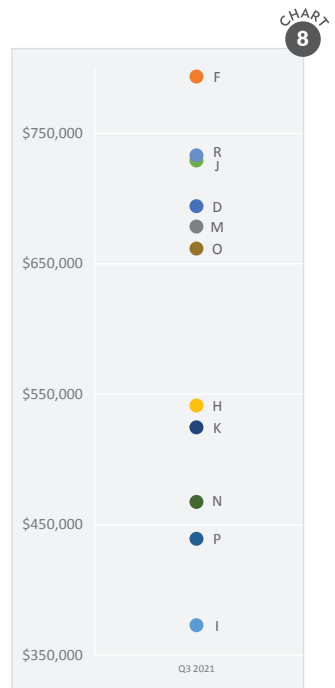 CHART
8
F
$750,000
R
J
D
M
O
$650,000
$550,000
H
K
N
$450,000
P
I
$350,000
Q3 2021